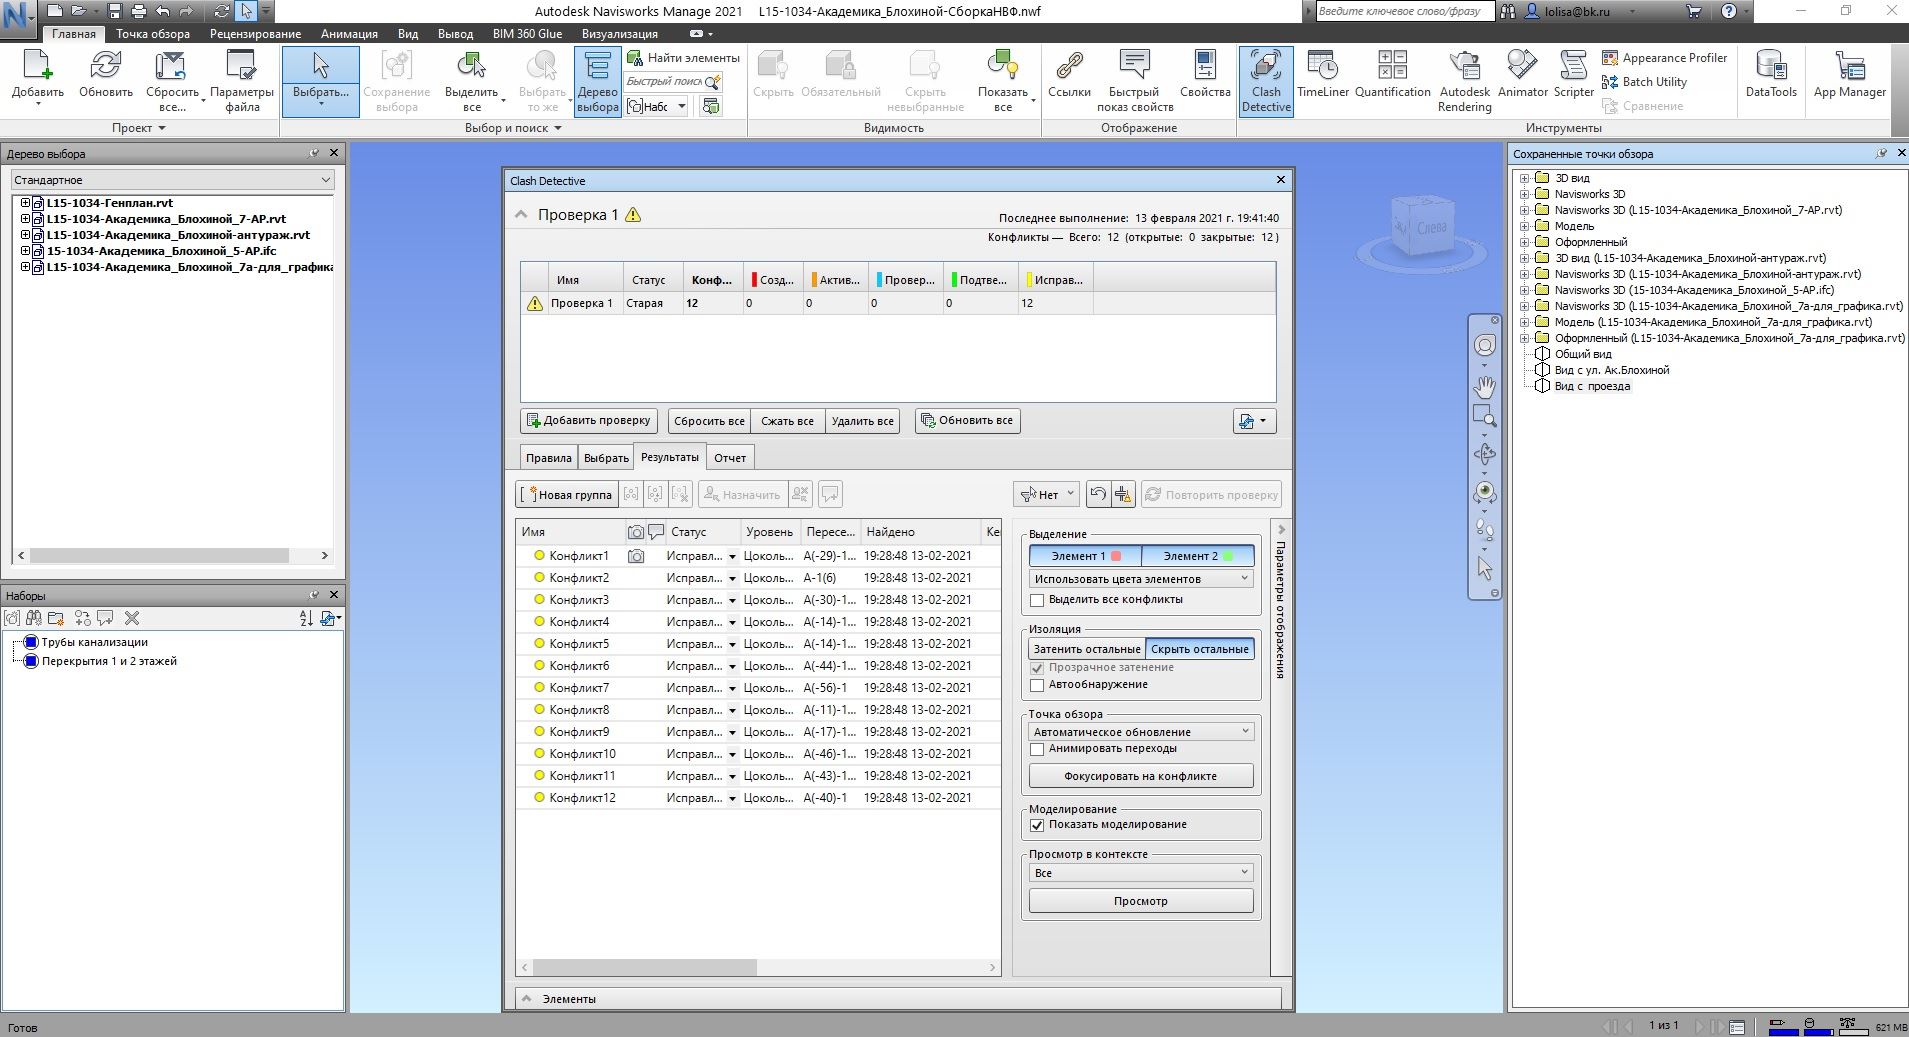 Autodesk Navisworks Manage 2021 L15-1034-Академика_Блохиной-СборкаНВФ.nwf
Введите ключевое слово/фразу
lolisa@bk.ru
Главная Точка обзора Рецензирование Анимация Вид Вывод BIM 360 Glue Визуализация
Добавить
Обновить
Сбросить все...
Параметры файла
Проект
Выбрать...
Сохранение выбора
Выделить все
Выбрать то же
Дерево выбора
Найти элементы
Быстрый поиск
Набс
Выбор и поиск
Скрыть
Обязательный
Скрыть невыбранные
Показать все
Видимость
Ссылки
Быстрый показ свойств
Свойства
Отображение
Clash Detective
TimeLiner
Quantification
Autodesk Rendering
Animator
Scripter
Appearance Profiler
Batch Utility
Сравнение
DataTools
App Manager
Инструменты
Дерево выбора
Стандартное
L15-1034-Генплан.rvt
L15-1034-Академика_Блохиной_7-АР.rvt
L15-1034-Академика_Блохиной-антураж.rvt
15-1034-Академика_Блохиной_5-АР.ifc
L15-1034-Академика_Блохиной_7а-для_графика
Наборы
Трубы канализации
Перекрытия 1 и 2 этажей
Clash Detective
Проверка 1
Последнее выполнение: 13 февраля 2021 г. 19:41:40
Конфликты — Всего: 12 (открытые: 0 закрытые: 12 )
Имя Статус Конф... Созд... Актив... Провер... Подтве... Исправ...
Проверка 1 Старая 12 0 0 0 0 12
Добавить проверку Сбросить все Сжать все Удалить все Обновить все
Правила Выбрать Результаты Отчет
Новая группа Назначить Нет Повторить проверку
Имя Статус Уровень Пересе... Найдено Ке
Конфликт1 Исправл... Цоколь... А(-29)-1... 19:28:48 13-02-2021
Конфликт2 Исправл... Цоколь... А-1(6) 19:28:48 13-02-2021
Конфликт3 Исправл... Цоколь... А(-30)-1... 19:28:48 13-02-2021
Конфликт4 Исправл... Цоколь... А(-14)-1... 19:28:48 13-02-2021
Конфликт5 Исправл... Цоколь... А(-14)-1... 19:28:48 13-02-2021
Конфликт6 Исправл... Цоколь... А(-44)-1... 19:28:48 13-02-2021
Конфликт7 Исправл... Цоколь... А(-56)-1 19:28:48 13-02-2021
Конфликт8 Исправл... Цоколь... А(-11)-1... 19:28:48 13-02-2021
Конфликт9 Исправл... Цоколь... А(-17)-1... 19:28:48 13-02-2021
Конфликт10 Исправл... Цоколь... А(-46)-1... 19:28:48 13-02-2021
Конфликт11 Исправл... Цоколь... А(-43)-1... 19:28:48 13-02-2021
Конфликт12 Исправл... Цоколь... А(-40)-1 19:28:48 13-02-2021
Выделение
Элемент 1 Элемент 2
Использовать цвета элементов
Выделить все конфликты
Изоляция
Затенить остальные Скрыть остальные
Прозрачное затенение
Автообнаружение
Точка обзора
Автоматическое обновление
Анимировать переходы
Фокусировать на конфликте
Моделирование
Показать моделирование
Просмотр в контексте
Все
Просмотр
Параметры отображения
Элементы
Слева
Сохраненные точки обзора
3D вид
Navisworks 3D
Navisworks 3D (L15-1034-Академика_Блохиной_7-АР.rvt)
Модель
Оформленный
3D вид (L15-1034-Академика_Блохиной-антураж.rvt)
Navisworks 3D (L15-1034-Академика_Блохиной-антураж.rvt)
Navisworks 3D (15-1034-Академика_Блохиной_5-АР.ifc)
Navisworks 3D (L15-1034-Академика_Блохиной_7а-для_графика.rvt)
Модель (L15-1034-Академика_Блохиной_7а-для_графика.rvt)
Оформленный (L15-1034-Академика_Блохиной_7а-для_графика.rvt)
Общий вид
Вид с ул. Ак.Блохиной
Вид с проезда
Готов
1 из 1
621 MB